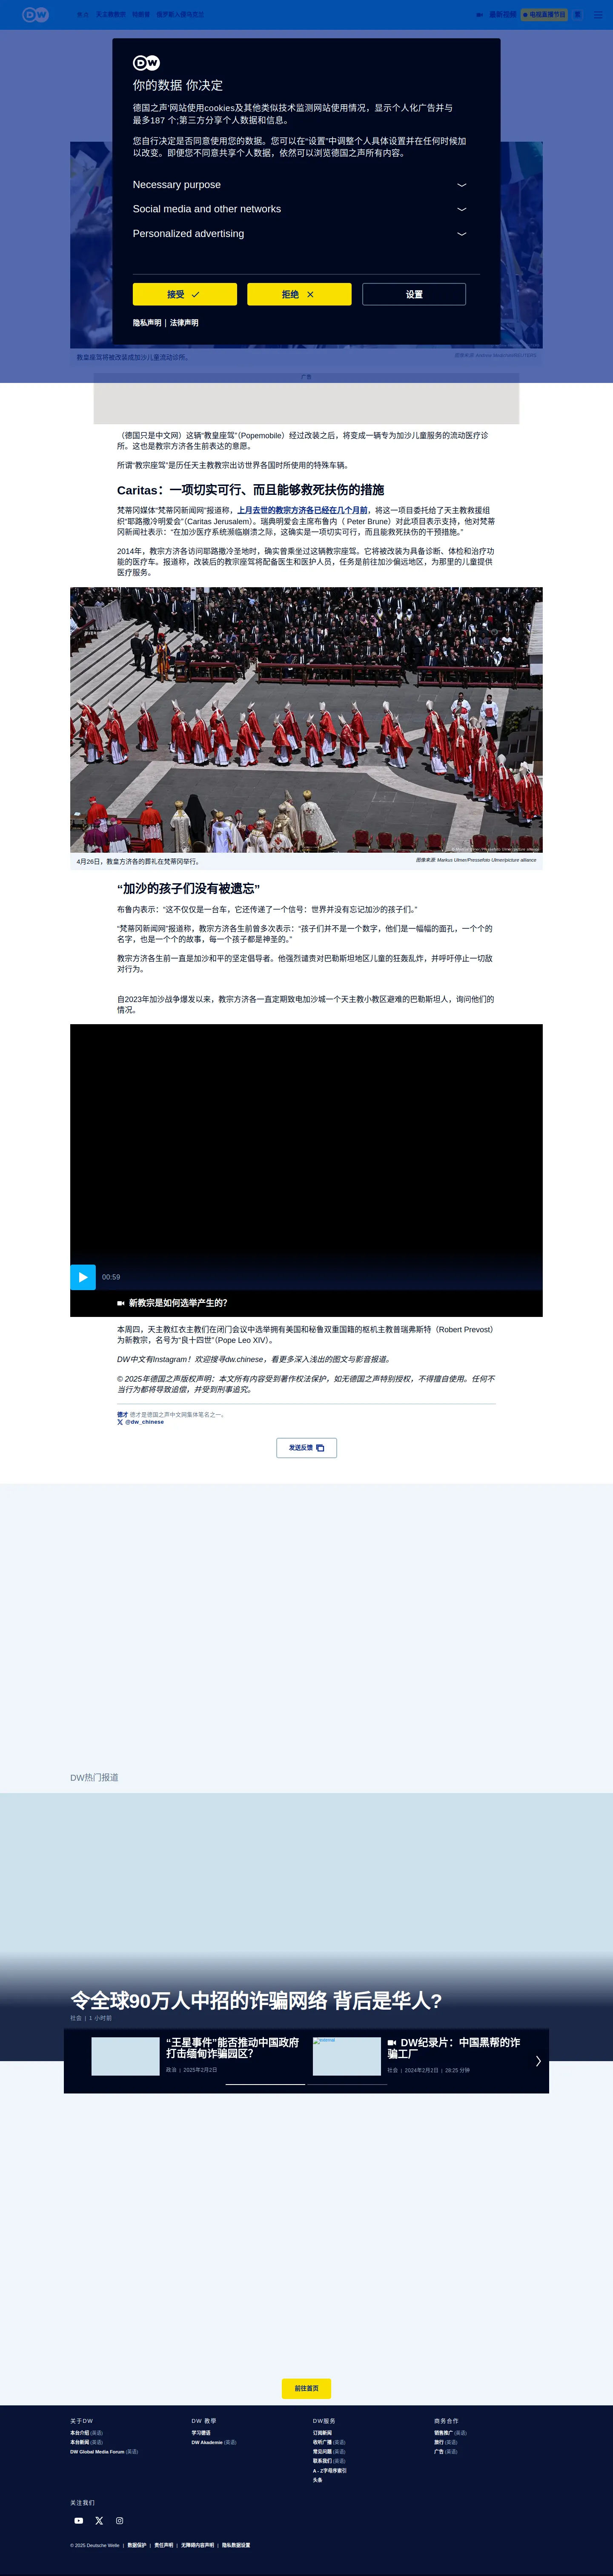 DW
德才 天主教教宗 利奥普 俄罗斯入侵乌克兰
最新视频 电视直播节目 繁
DW
你的数据 你决定
德国之声'网站使用cookies及其他类似技术监测网站使用情况，显示个人化广告并与
最多187 个;第三方分享个人数据和信息。
您自行决定是否同意使用您的数据。您可以在“设置”中调整个人具体设置并在任何时候加
以改变。即便您不同意共享个人数据，依然可以浏览德国之声所有内容。
Necessary purpose
Social media and other networks
Personalized advertising
接受
拒绝
设置
隐私声明 | 法律声明
教皇座驾将被改装成加沙儿童流动诊所。
广告
（德国只是中文网）这辆“教皇座驾”（Popemobile）经过改装之后，将变成一辆专为加沙儿童服务的流动医疗诊
所。这也是教宗方济各生前表达的意愿。
所谓“教宗座驾”是历任天主教教宗出访世界各国时所使用的特殊车辆。
Caritas：一项切实可行、而且能够救死扶伤的措施
梵蒂冈媒体“梵蒂冈新闻网”报道称，上月去世的教宗方济各已经在几个月前，将这一项目委托给了天主教救援组
织“耶路撒冷明爱会”（Caritas Jerusalem）。瑞典明爱会主席布鲁内（ Peter Brune）对此项目表示支持，他对梵蒂
冈新闻社表示：“在加沙医疗系统濒临崩溃之际，这确实是一项切实可行，而且能救死扶伤的干预措施。”
2014年，教宗方济各访问耶路撒冷圣地时，确实曾乘坐过这辆教宗座驾。它将被改装为具备诊断、体检和治疗功
能的医疗车。报道称，改装后的教宗座驾将配备医生和医护人员，任务是前往加沙偏远地区，为那里的儿童提供
医疗服务。
4月26日，教皇方济各的葬礼在梵蒂冈举行。
图像来源: Markus Ulmer/Pressefoto Ulmer/picture alliance
“加沙的孩子们没有被遗忘”
布鲁内表示：“这不仅仅是一台车，它还传递了一个信号：世界并没有忘记加沙的孩子们。”
“梵蒂冈新闻网”报道称，教宗方济各生前曾多次表示：“孩子们并不是一个数字，他们是一幅幅的面孔，一个个的
名字，也是一个个的故事，每一个孩子都是神圣的。”
教宗方济各生前一直是加沙和平的坚定倡导者。他强烈谴责对巴勒斯坦地区儿童的狂轰乱炸，并呼吁停止一切敌
对行为。
自2023年加沙战争爆发以来，教宗方济各一直定期致电加沙城一个天主教小教区避难的巴勒斯坦人，询问他们的
情况。
00:59
新教宗是如何选举产生的？
本周四，天主教红衣主教们在闭门会议中选举拥有美国和秘鲁双重国籍的枢机主教普瑞弗斯特（Robert Prevost）
为新教宗，名号为“良十四世”（Pope Leo XIV）。
DW中文有Instagram！欢迎搜寻dw.chinese，看更多深入浅出的图文与影音报道。
© 2025年德国之声版权声明：本文所有内容受到著作权法保护，如无德国之声特别授权，不得擅自使用。任何不
当行为都将导致追偿，并受到刑事追究。
德才 德才是德国之声中文网集体笔名之一。
@dw_chinese
发送反馈
DW热门报道
令全球90万人中招的诈骗网络 背后是华人？
社会 | 1 小时前
“王星事件”能否推动中国政府
打击缅甸诈骗园区？
政治 | 2025年2月2日
DW纪录片：中国黑帮的诈
骗工厂
社会 | 2024年2月2日 | 28:25 分钟
前往首页
关于DW
本台介绍 (英语)
本台新闻 (英语)
DW Global Media Forum (英语)
DW 教學
学习德语
DW Akademie (英语)
DW服务
订阅新闻
收听广播 (英语)
常见问题 (英语)
联系我们 (英语)
A - Z字母序索引
头条
商务合作
销售推广 (英语)
旅行 (英语)
广告 (英语)
关注我们
© 2025 Deutsche Welle | 数据保护 | 责任声明 | 无障碍内容声明 | 隐私数据设置